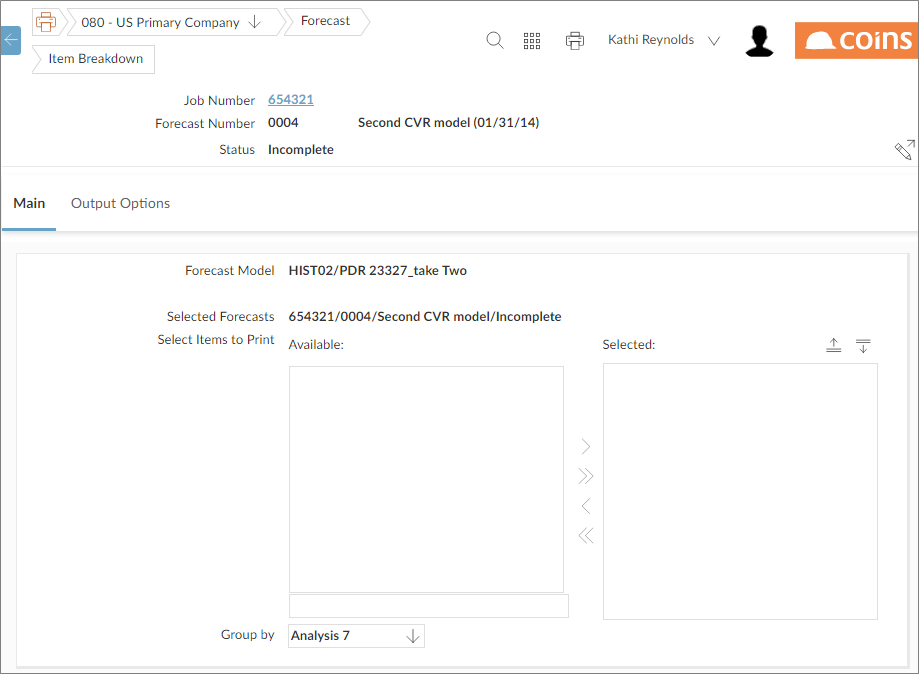 080 - US Primary Company
Forecast
Kathi Reynolds
coins
Item Breakdown
Job Number 654321
Forecast Number 0004 Second CVR model (01/31/14)
Status Incomplete
Main Output Options
Forecast Model HIST02/PDR 23327_take Two
Selected Forecasts 654321/0004/Second CVR model/Incomplete
Select Items to Print Available: Selected:
Group by Analysis 7